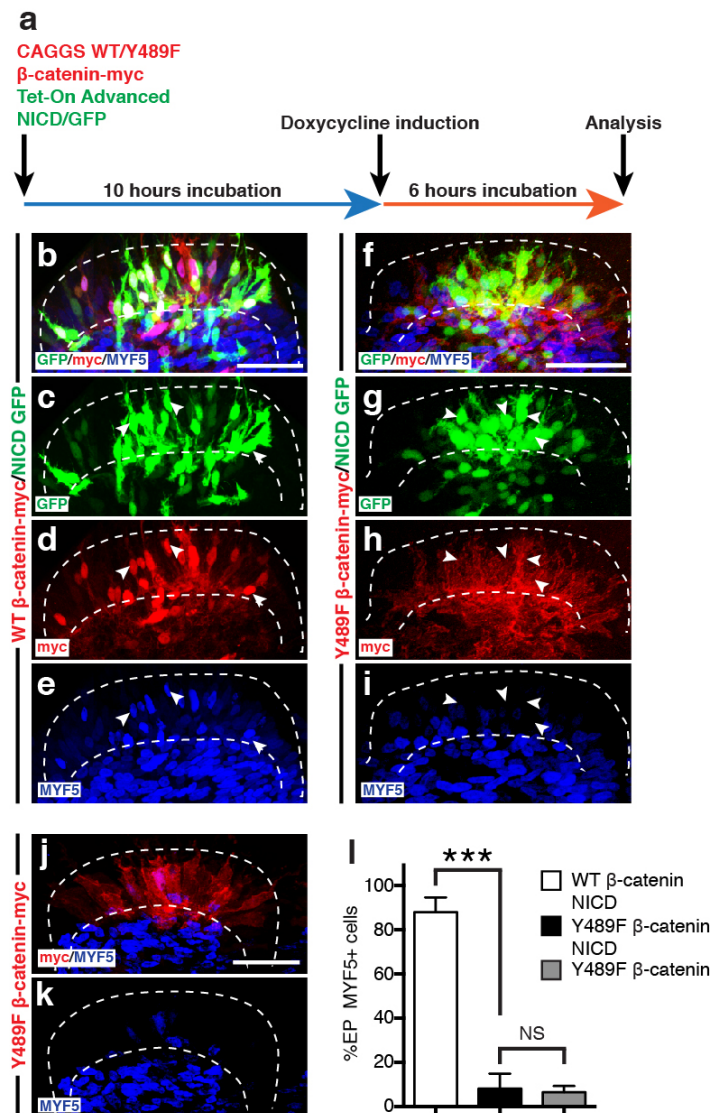 a
CAGGS WT/Y489F
β-catenin-myc
Tet-On Advanced
NICD/GFP
Doxycycline induction
Analysis
10 hours incubation
6 hours incubation
WT β-catenin-myc/NICD GFP
b
GFP/myc/MYF5
c
GFP
d
myc
e
MYF5
Y489F β-catenin-myc/NICD GFP
f
GFP/myc/MYF5
g
GFP
h
myc
i
MYF5
Y489F β-catenin-myc
j
myc/MYF5
k
MYF5
l
%EP MYF5+ cells
100
80
60
40
20
0
***
NS
WT β-catenin
NICD
Y489F β-catenin
NICD
Y489F β-catenin